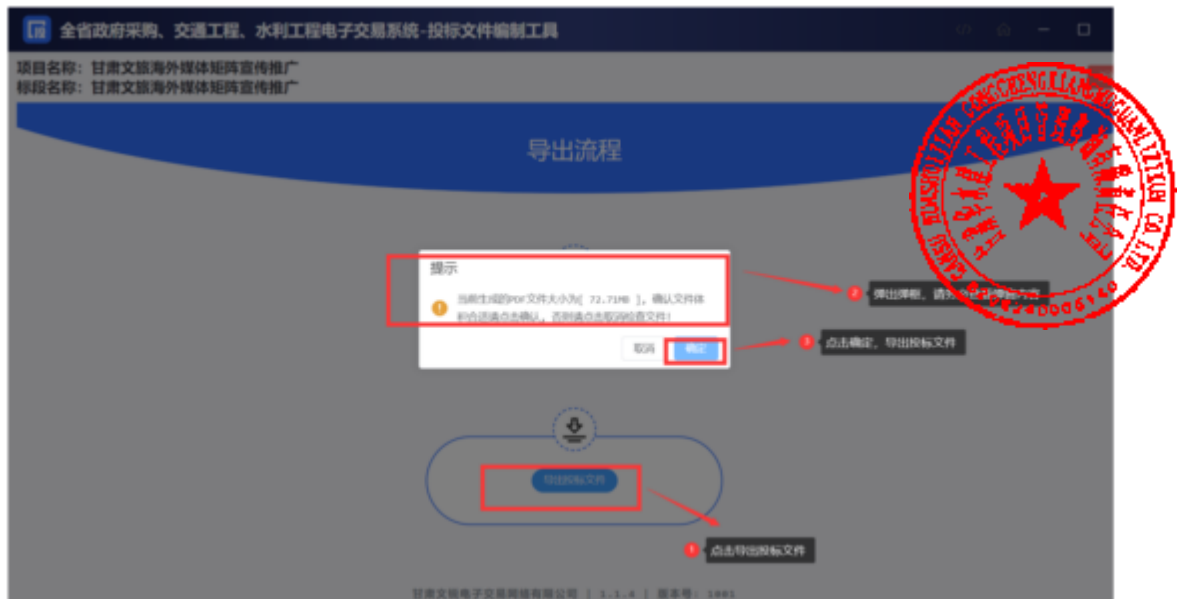 全省政府采购、交通工程、水利工程电子交易系统-投标文件编制工具
项目名称：甘肃文旅海外媒体矩阵宣传推广
标段名称：甘肃文旅海外媒体矩阵宣传推广
导出流程
提示
当前生成的PDF文件大小为[ 72.71MB ]，确认文件体
积合适请点击确认，否则请点击取消检查文件！
取消
确定
2 弹出弹框，请
3 点击确定，导出投标文件
导出投标文件
1 点击导出投标文件
电子交易网络有限公司 | 1.1.4 | 版本号：1001
CO.LTD.